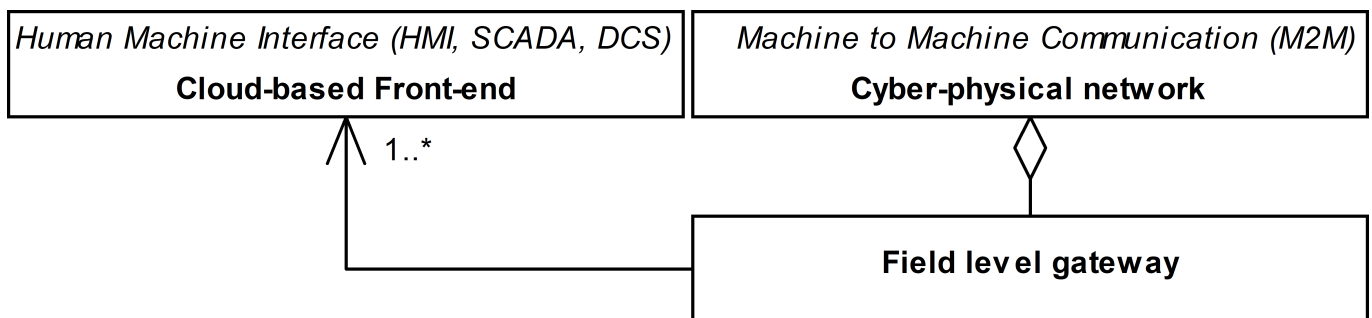 Human Machine Interface (HMI, SCADA, DCS)
Cloud-based Front-end
Machine to Machine Communication (M2M)
Cyber-physical network
1..*
Field level gateway